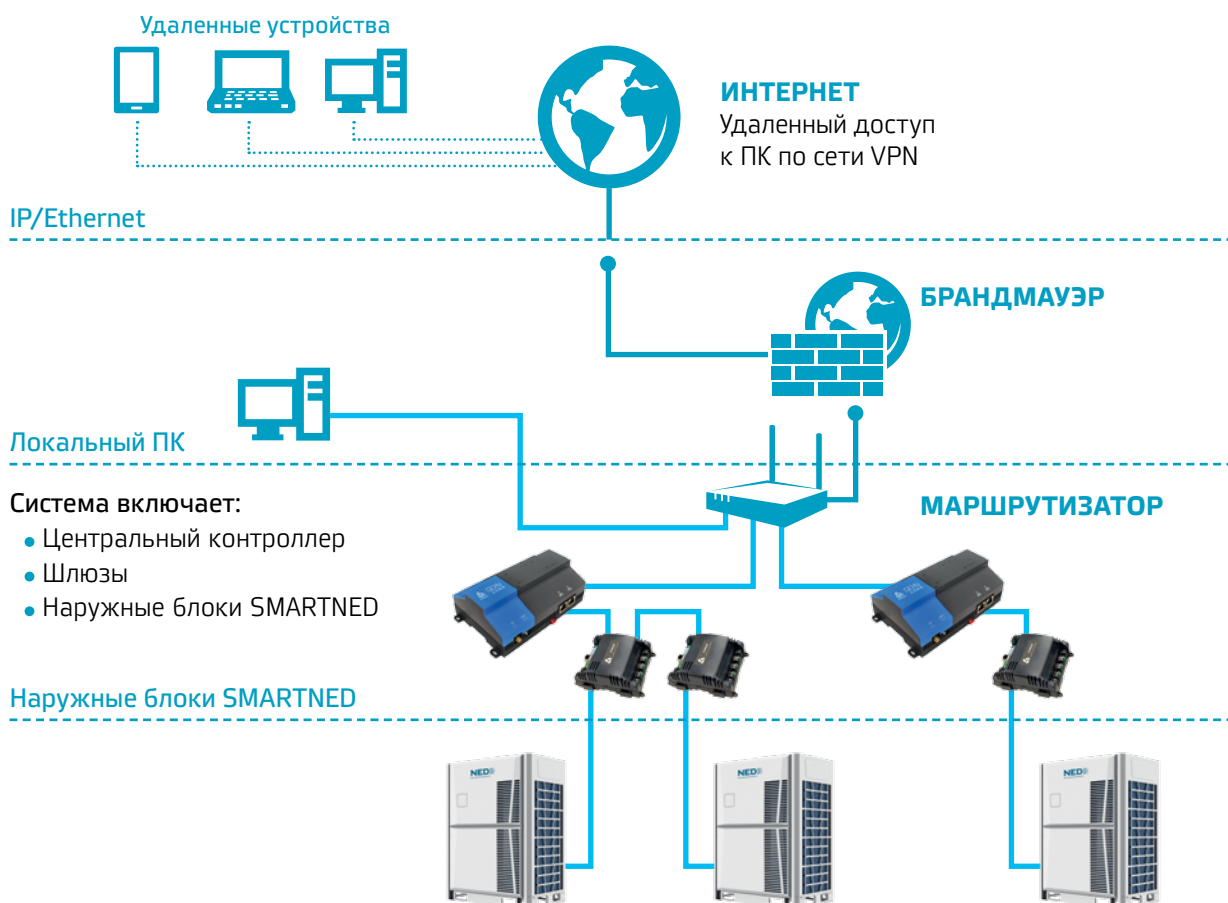 Удаленные устройства
ИНТЕРНЕТ
Удаленный доступ
к ПК по сети VPN
IP/Ethernet
БРАНДМАУЭР
Локальный ПК
МАРШРУТИЗАТОР
Система включает:
• Центральный контроллер
• Шлюзы
• Наружные блоки SMARTNED
Наружные блоки SMARTNED
NED
NED
NED